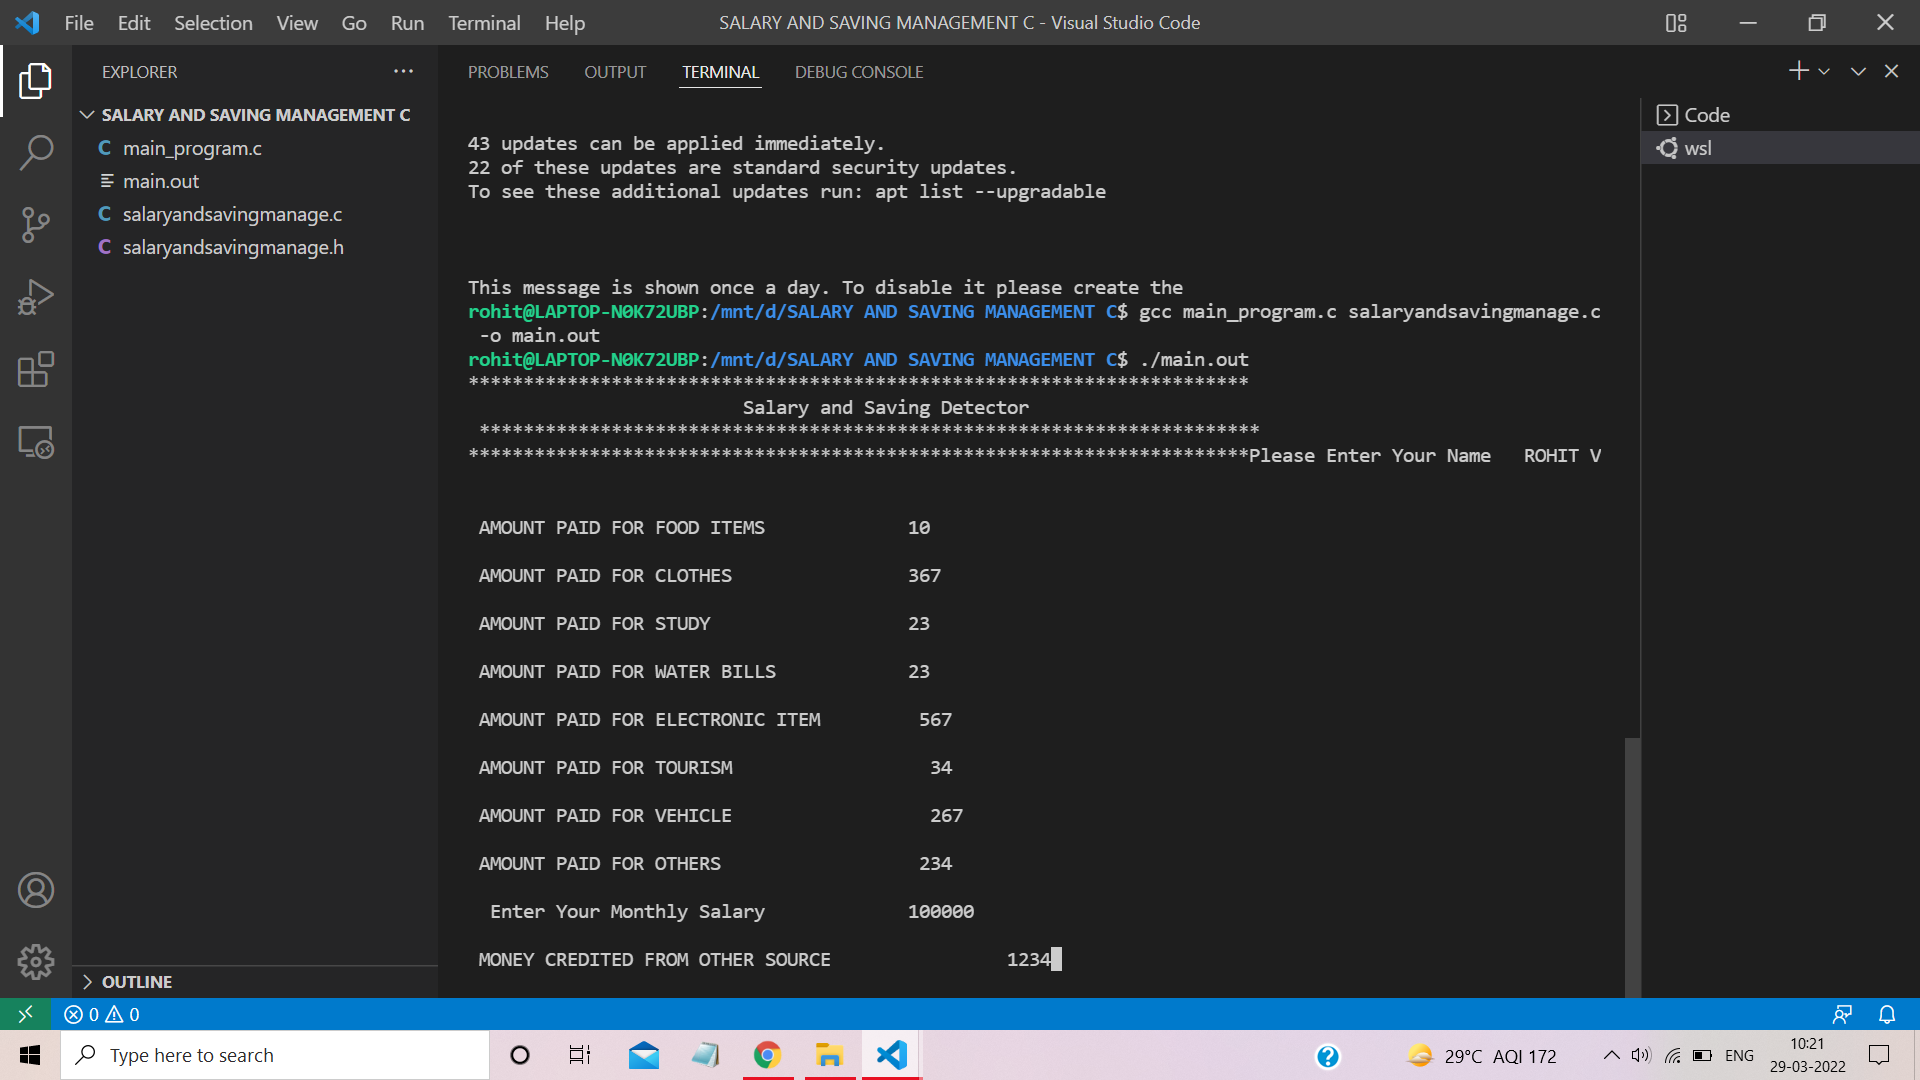 File Edit Selection View Go Run Terminal Help
SALARY AND SAVING MANAGEMENT C - Visual Studio Code
EXPLORER
SALARY AND SAVING MANAGEMENT C
C main_program.c
main.out
C salaryandsavingmanage.c
C salaryandsavingmanage.h
OUTLINE
PROBLEMS OUTPUT TERMINAL DEBUG CONSOLE
Code
wsl
43 updates can be applied immediately.
22 of these updates are standard security updates.
To see these additional updates run: apt list --upgradable
This message is shown once a day. To disable it please create the
rohit@LAPTOP-N0K72UBP:/mnt/d/SALARY AND SAVING MANAGEMENT C$ gcc main_program.c salaryandsavingmanage.c
-o main.out
rohit@LAPTOP-N0K72UBP:/mnt/d/SALARY AND SAVING MANAGEMENT C$ ./main.out
***********************************************************************
Salary and Saving Detector
***********************************************************************
***********************************************************************Please Enter Your Name ROHIT V
AMOUNT PAID FOR FOOD ITEMS 10
AMOUNT PAID FOR CLOTHES 367
AMOUNT PAID FOR STUDY 23
AMOUNT PAID FOR WATER BILLS 23
AMOUNT PAID FOR ELECTRONIC ITEM 567
AMOUNT PAID FOR TOURISM 34
AMOUNT PAID FOR VEHICLE 267
AMOUNT PAID FOR OTHERS 234
Enter Your Monthly Salary 100000
MONEY CREDITED FROM OTHER SOURCE 1234
0 0
Type here to search
29°C AQI 172
ENG
10:21
29-03-2022